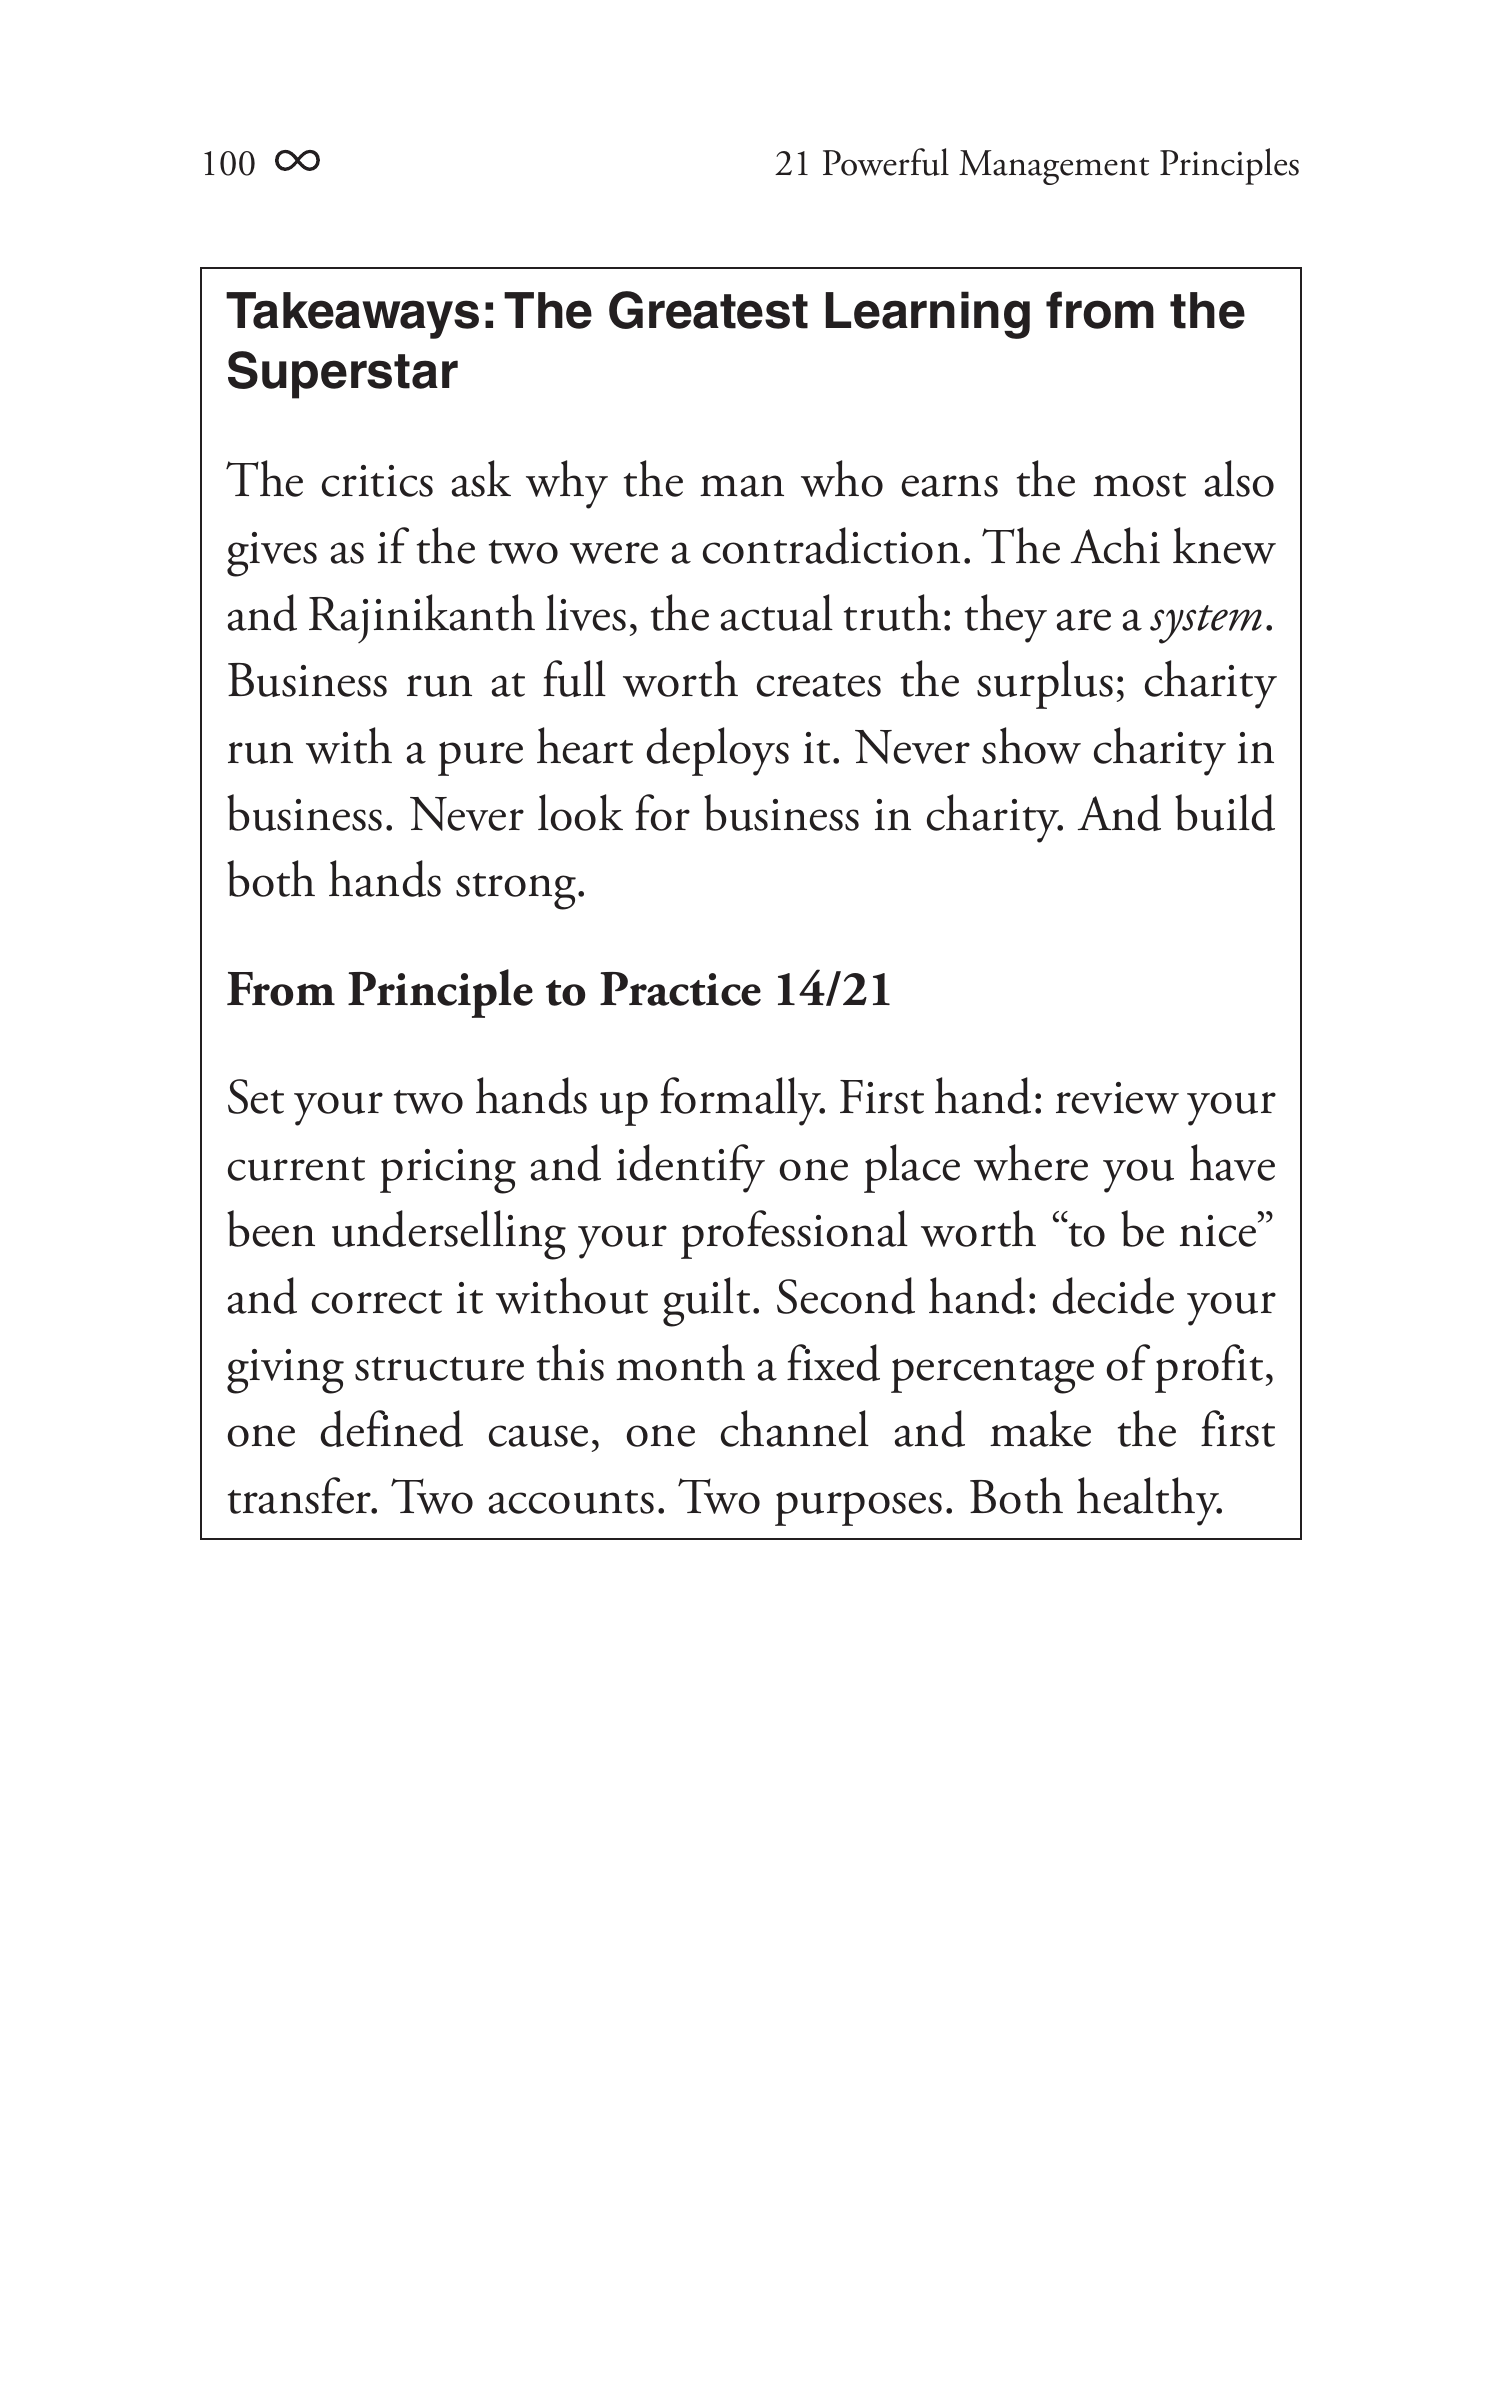 100 ∞ 21 Powerful Management Principles
Takeaways: The Greatest Learning from the
Superstar
The critics ask why the man who earns the most also
gives as if the two were a contradiction. The Achi knew
and Rajinikanth lives, the actual truth: they are a system.
Business run at full worth creates the surplus; charity
run with a pure heart deploys it. Never show charity in
business. Never look for business in charity. And build
both hands strong.
From Principle to Practice 14/21
Set your two hands up formally. First hand: review your
current pricing and identify one place where you have
been underselling your professional worth “to be nice”
and correct it without guilt. Second hand: decide your
giving structure this month a fixed percentage of profit,
one defined cause, one channel and make the first
transfer. Two accounts. Two purposes. Both healthy.